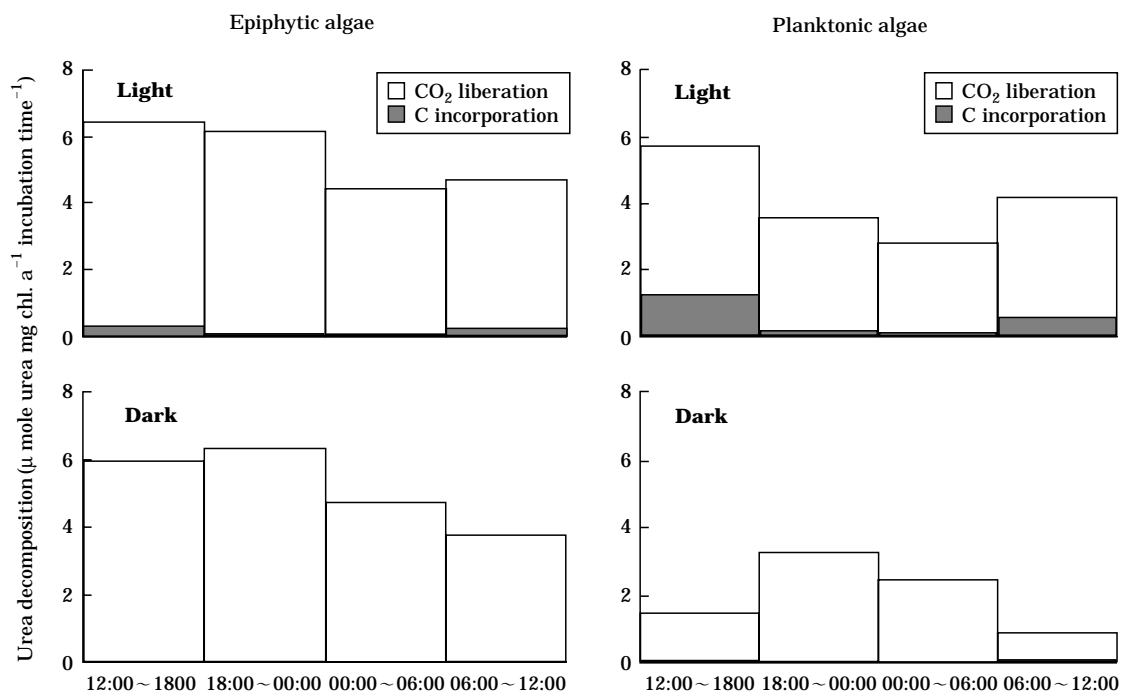 Epiphytic algae
Planktonic algae
Urea decomposition (μ mole urea mg chl. a⁻¹ incubation time⁻¹)
8
6
4
2
0
Light
CO₂ liberation
C incorporation
8
6
4
2
0
Light
CO₂ liberation
C incorporation
8
6
4
2
0
Dark
12:00 ~ 1800 18:00 ~ 00:00 00:00 ~ 06:00 06:00 ~ 12:00
8
6
4
2
0
Dark
12:00 ~ 1800 18:00 ~ 00:00 00:00 ~ 06:00 06:00 ~ 12:00